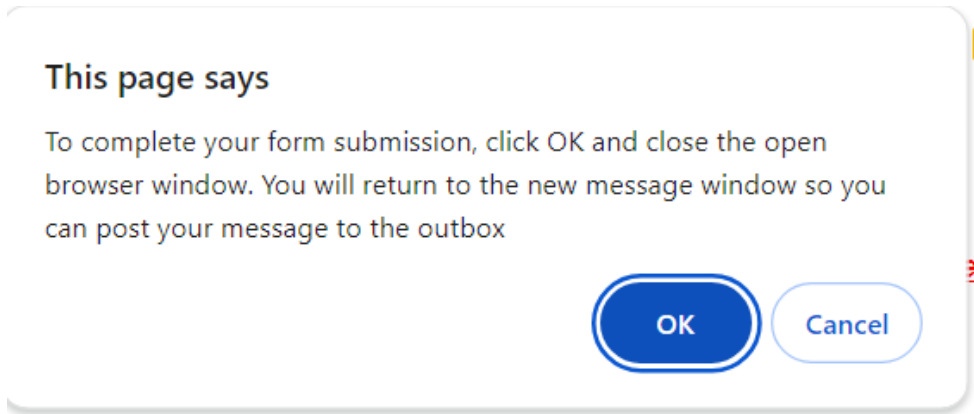 This page says
To complete your form submission, click OK and close the open
browser window. You will return to the new message window so you
can post your message to the outbox
OK Cancel